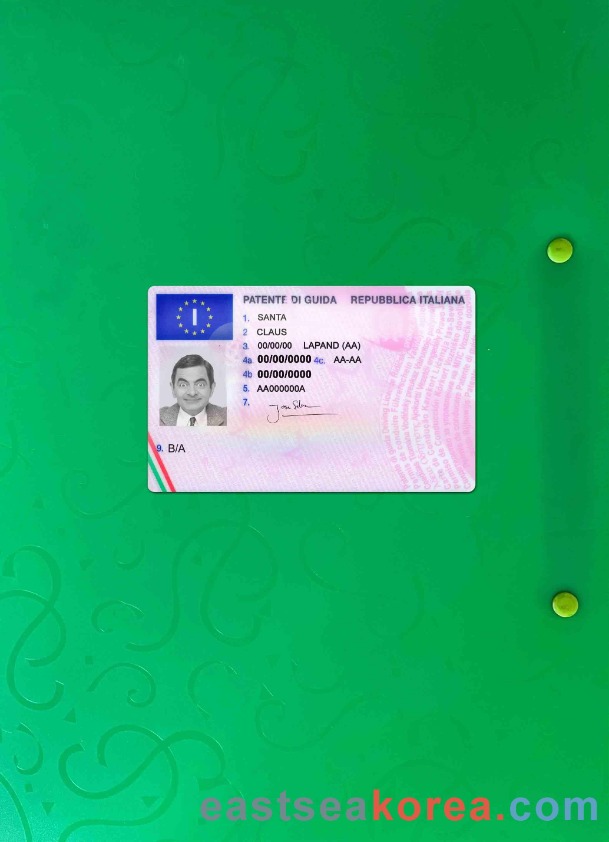 PATENTE DI GUIDA REPUBBLICA ITALIANA
I
1. SANTA
2 CLAUS
3. 00/00/00 LAPAND (AA)
4a. 00/00/0000 4c. AA-AA
4b 00/00/0000
5. AA000000A
7.
9. B/A
eastseakorea.com